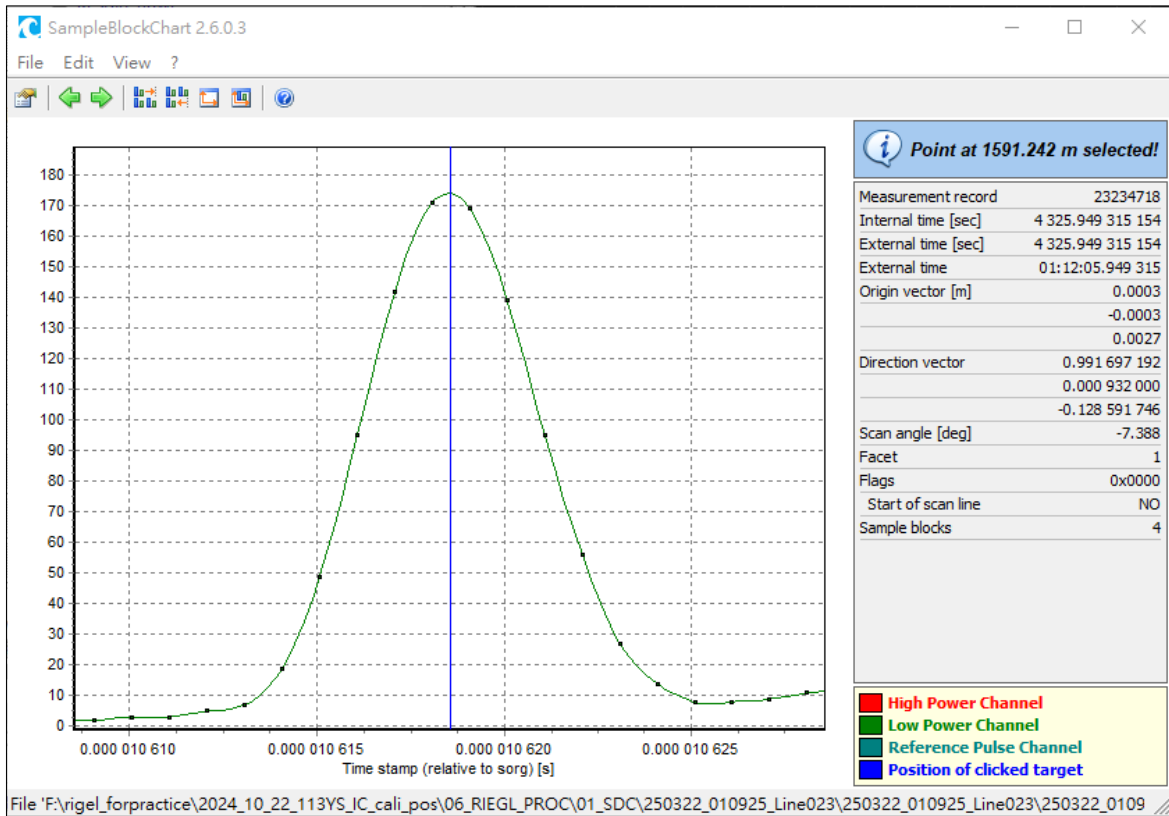 SampleBlockChart 2.6.0.3
File Edit View ?
Point at 1591.242 m selected!
Measurement record 23234718
Internal time [sec] 4 325.949 315 154
External time [sec] 4 325.949 315 154
External time 01:12:05.949 315
Origin vector [m] 0.0003
-0.0003
0.0027
Direction vector 0.991 697 192
0.000 932 000
-0.128 591 746
Scan angle [deg] -7.388
Facet 1
Flags 0x0000
Start of scan line NO
Sample blocks 4
180
170
160
150
140
130
120
110
100
90
80
70
60
50
40
30
20
10
0
0.000 010 610 0.000 010 615 0.000 010 620 0.000 010 625
Time stamp (relative to sorg) [s]
High Power Channel
Low Power Channel
Reference Pulse Channel
Position of clicked target
File 'F:\rigel_forpractice\2024_10_22_113YS_IC_cali_pos\06_RIEGL_PROC\01_SDC\250322_010925_Line023\250322_010925_Line023\250322_0109